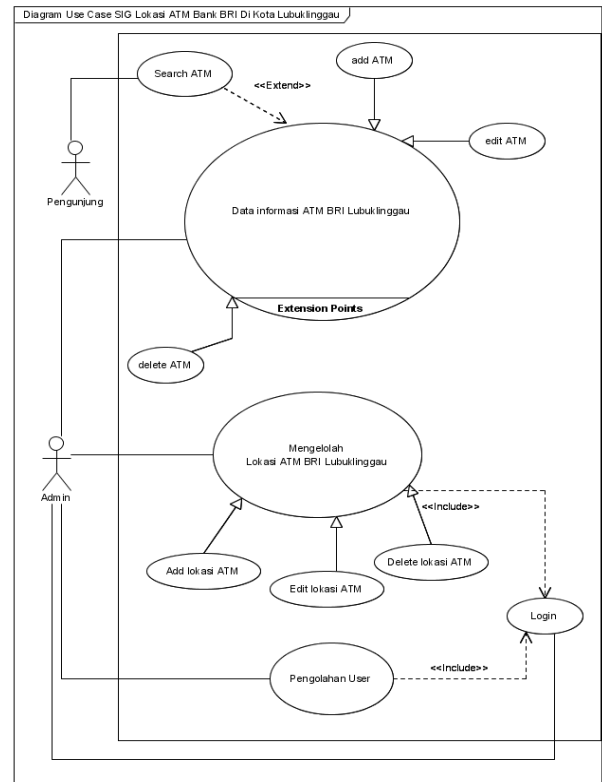 Diagram Use Case SIG Lokasi ATM Bank BRI Di Kota Lubuklinggau
Search ATM
<<Extend>>
add ATM
edit ATM
Pengunjung
Data informasi ATM BRI Lubuklinggau
Extension Points
delete ATM
Mengelolah
Lokasi ATM BRI Lubuklinggau
Admin
<<Include>>
Add lokasi ATM
Edit lokasi ATM
Delete lokasi ATM
Login
Pengolahan User
<<Include>>